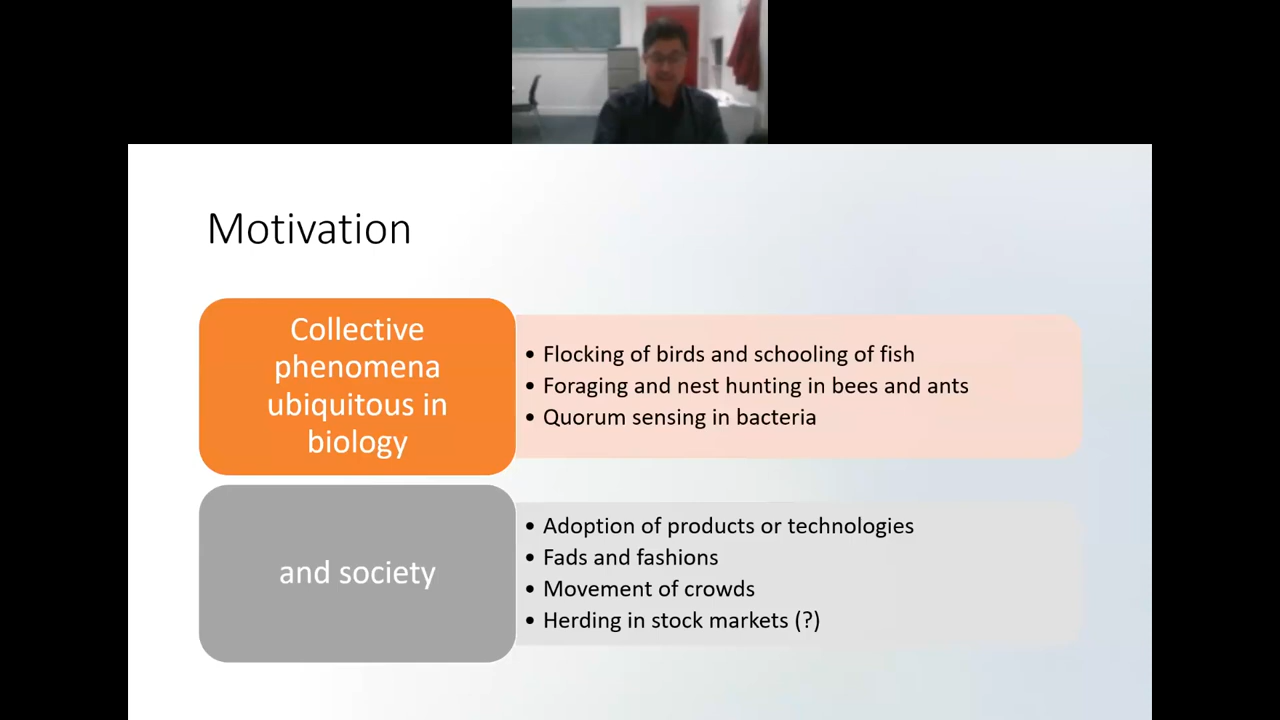 Motivation
Collective
phenomena
ubiquitous in
biology
• Flocking of birds and schooling of fish
• Foraging and nest hunting in bees and ants
• Quorum sensing in bacteria
and society
• Adoption of products or technologies
• Fads and fashions
• Movement of crowds
• Herding in stock markets (?)